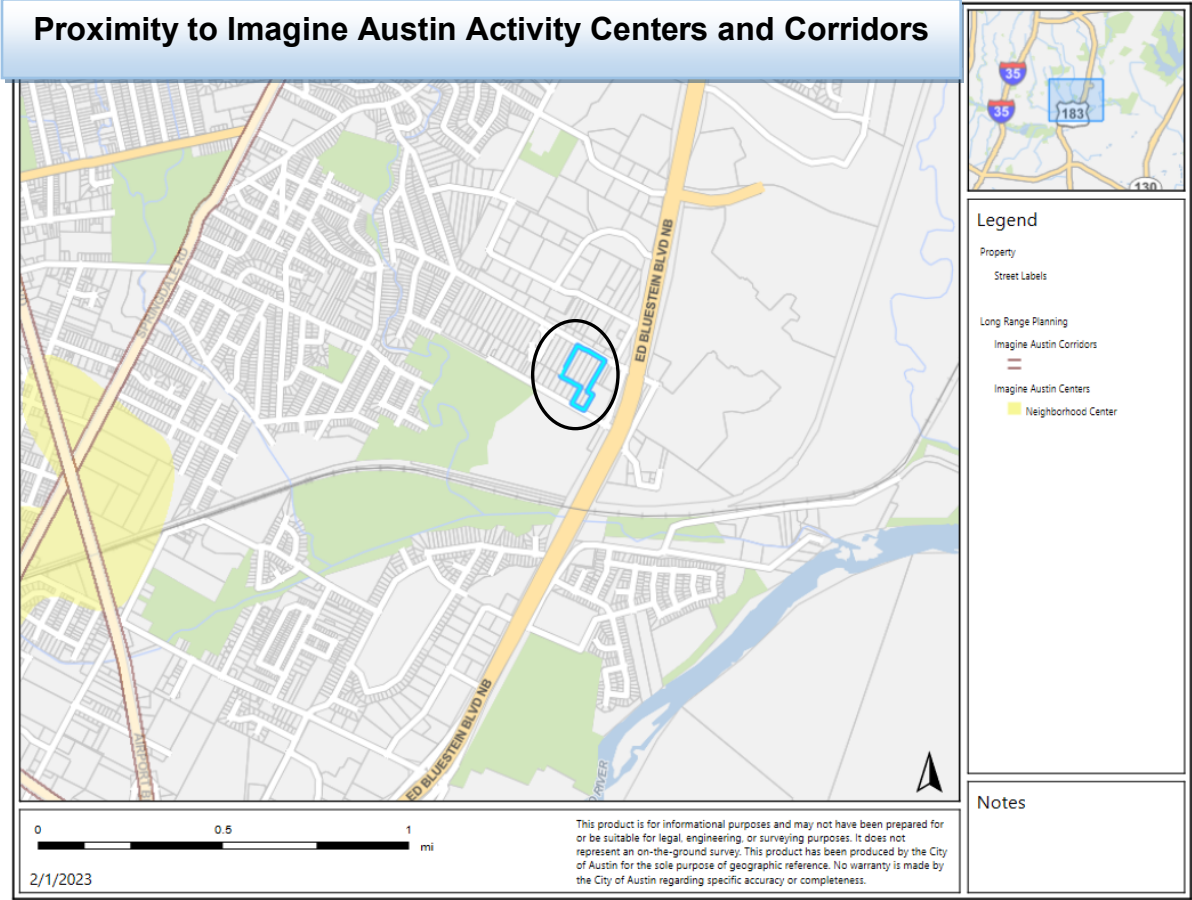 Proximity to Imagine Austin Activity Centers and Corridors
35
35
183
130
SPRINGDALE RD
ED BLUESTEIN BLVD NB
ED BLUESTEIN BLVD NB
AIRPORT B
RIVER
Legend
Property
Street Labels
Long Range Planning
Imagine Austin Corridors
Imagine Austin Centers
Neighborhood Center
Notes
0 0.5 1
mi
2/1/2023
This product is for informational purposes and may not have been prepared for
or be suitable for legal, engineering, or surveying purposes. It does not
represent an on-the-ground survey. This product has been produced by the City
of Austin for the sole purpose of geographic reference. No warranty is made by
the City of Austin regarding specific accuracy or completeness.